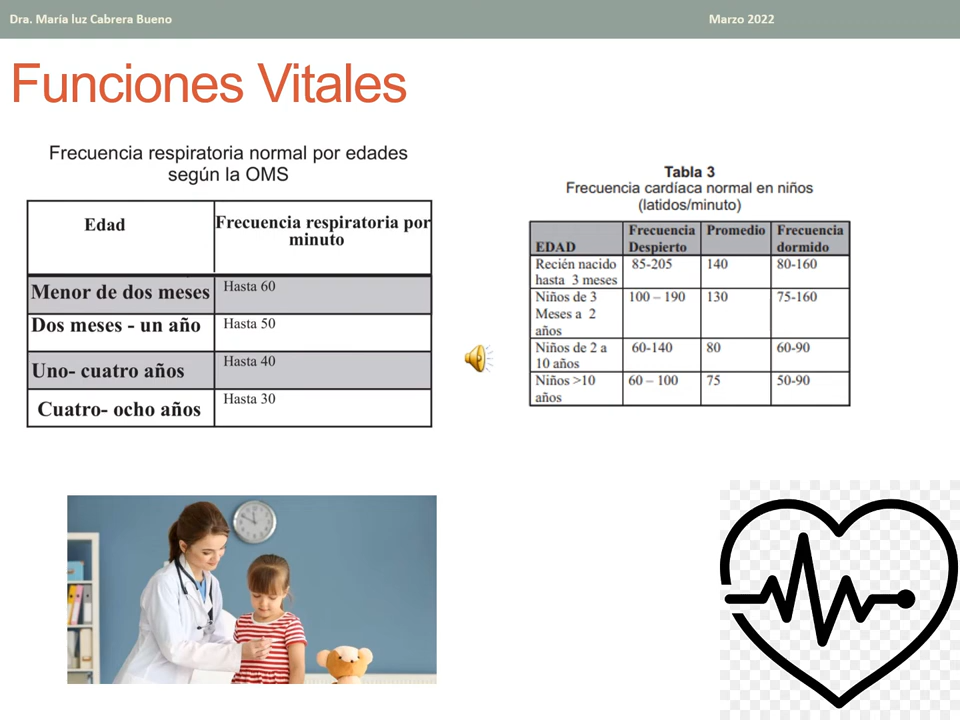 Dra. María luz Cabrera Bueno
Marzo 2022
Funciones Vitales
Frecuencia respiratoria normal por edades
según la OMS
Edad
Frecuencia respiratoria por
minuto
Menor de dos meses
Hasta 60
Dos meses - un año
Hasta 50
Uno- cuatro años
Hasta 40
Cuatro- ocho años
Hasta 30
Tabla 3
Frecuencia cardíaca normal en niños
(latidos/minuto)
EDAD
Frecuencia
Despierto
Promedio
Frecuencia
dormido
Recién nacido
hasta 3 meses
85-205
140
80-160
Niños de 3
Meses a 2
años
100 – 190
130
75-160
Niños de 2 a
10 años
60-140
80
60-90
Niños >10
años
60 – 100
75
50-90